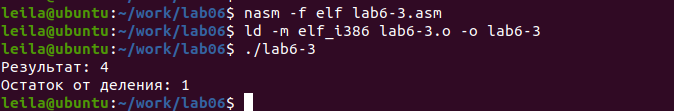 leila@ubuntu:~/work/lab06$ nasm -f elf lab6-3.asm
leila@ubuntu:~/work/lab06$ ld -m elf_i386 lab6-3.o -o lab6-3
leila@ubuntu:~/work/lab06$ ./lab6-3
Результат: 4
Остаток от деления: 1
leila@ubuntu:~/work/lab06$